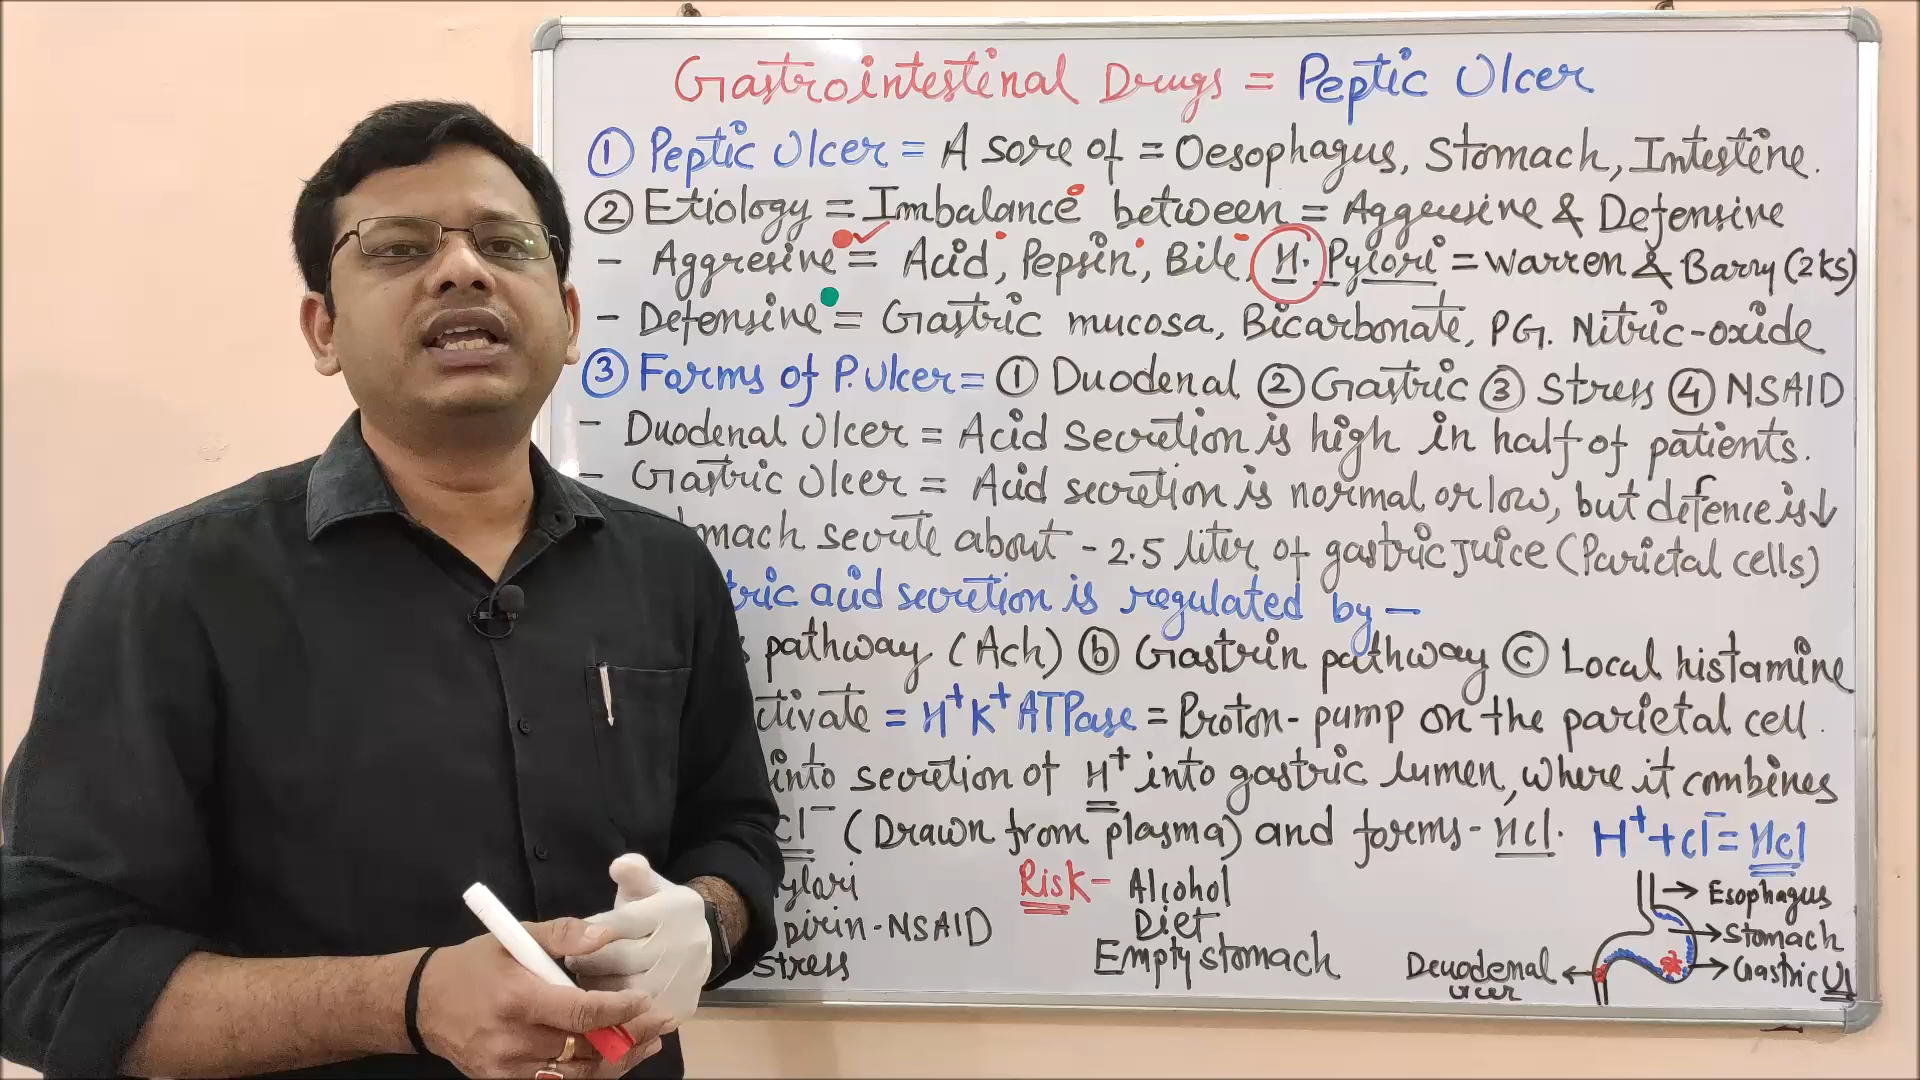 Gastrointestinal Drugs = Peptic Ulcer
① Peptic Ulcer = A sore of = Oesophagus, Stomach, Intestine.
② Etiology = Imbalance between = Aggressive & Defensive
- Aggresive = Acid, Pepsin, Bile, H. Pylori = Warren & Barry (2ks)
- Defensive = Gastric mucosa, Bicarbonate, PG. Nitric-oxide
③ Forms of P. Ulcer = ① Duodenal ② Gastric ③ Stress ④ NSAID
- Duodenal Ulcer = Acid secretion is high in half of patients.
- Gastric Ulcer = Acid secretion is normal or low, but defence is ↓
mach secrete about - 2.5 liter of gastric juice (Parietal cells)
tric acid secretion is regulated by -
s pathway (Ach) ⓑ Gastrin pathway ⓒ Local histamine
ctivate = H⁺K⁺ATPase = Proton-pump on the parietal cell.
into secretion of H⁺ into gastric lumen, where it combines
cl⁻ (Drawn from plasma) and forms - Hcl. H⁺+cl⁻=Hcl
ylari
pirin-NSAID
Stress
Risk - Alcohol
Diet
Empty stomach
→ Esophagus
→ Stomach
→ Gastric Ul
Deuodenal ←
ulcer